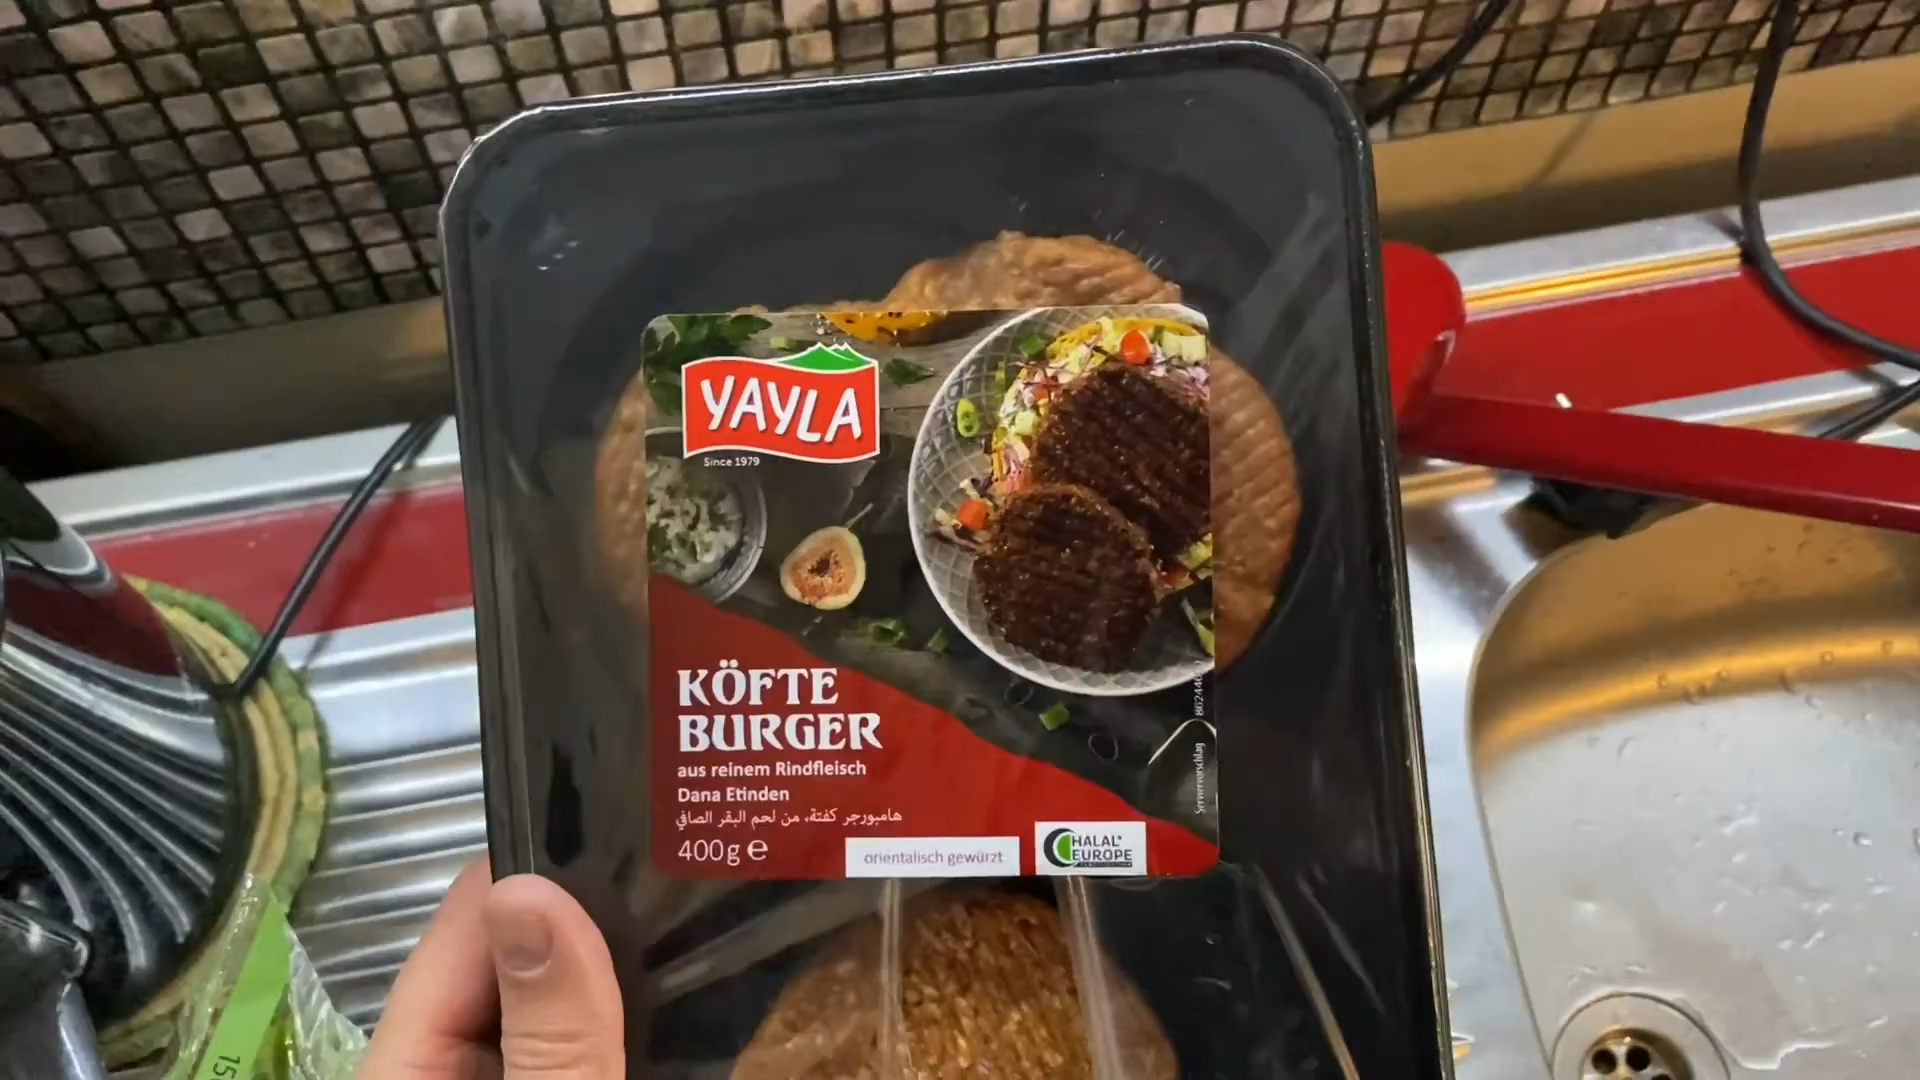 YAYLA
Since 1979
KÖFTE
BURGER
aus reinem Rindfleisch
Dana Etinden
هامبورجر كفتة، من لحم البقر الصافي
400g e
orientalisch gewürzt
HALAL
EUROPE
Serviervorschlag